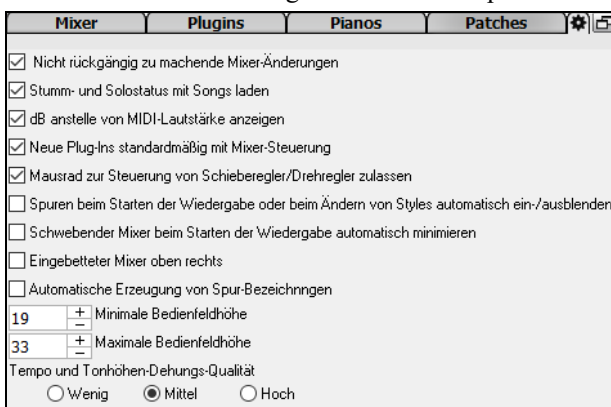 Mixer Plugins Pianos Patches
Nicht rückgängig zu machende Mixer-Änderungen
Stumm- und Solostatus mit Songs laden
dB anstelle von MIDI-Lautstärke anzeigen
Neue Plug-Ins standardmäßig mit Mixer-Steuerung
Mausrad zur Steuerung von Schieberegler/Drehregler zulassen
Spuren beim Starten der Wiedergabe oder beim Ändern von Styles automatisch ein-/ausblenden
Schwebender Mixer beim Starten der Wiedergabe automatisch minimieren
Eingebetteter Mixer oben rechts
Automatische Erzeugung von Spur-Bezeichnngen
19 + - Minimale Bedienfeldhöhe
33 + - Maximale Bedienfeldhöhe
Tempo und Tonhöhen-Dehungs-Qualität
Wenig Mittel Hoch